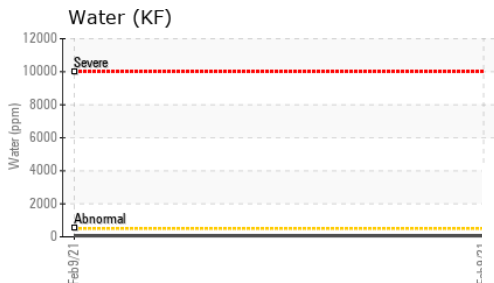 Water (KF)
12000
Severe
10000
8000
Water (ppm)
6000
4000
2000
Abnormal
0
Feb9/21
Feb9/21